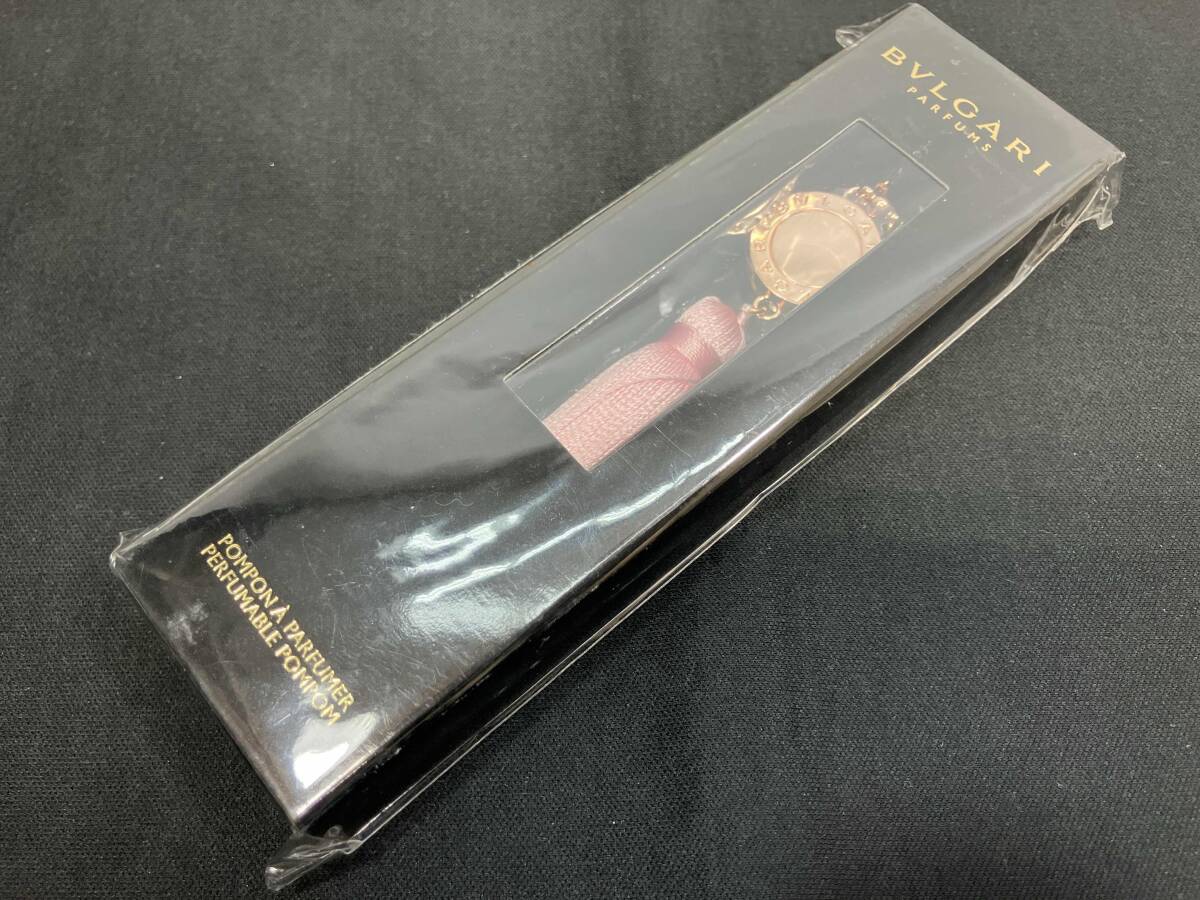 BVLGARI
PARFUMS
POMPON À PARFUMER
PERFUMABLE POMPOM